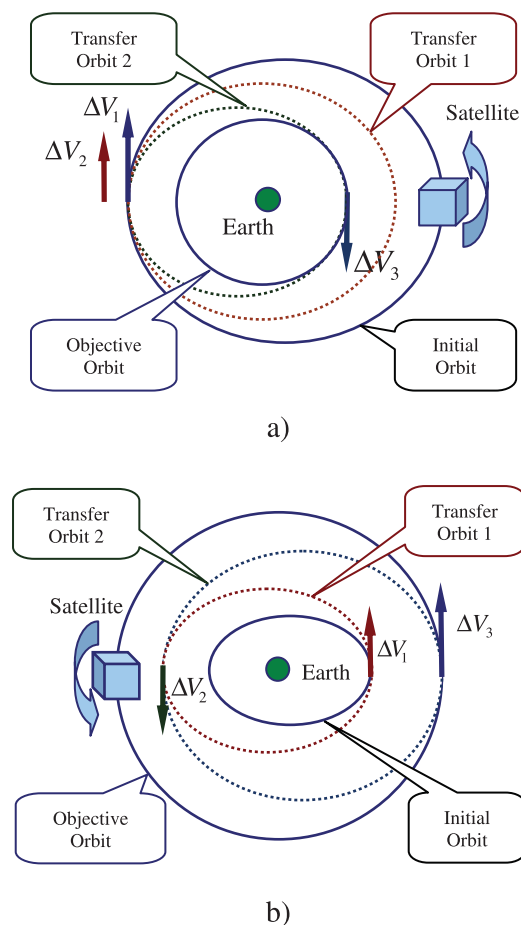 Transfer
Orbit 2
Transfer
Orbit 1
ΔV₁
Satellite
ΔV₂
Earth
ΔV₃
Objective
Orbit
Initial
Orbit
a)
Transfer
Orbit 2
Transfer
Orbit 1
Satellite
ΔV₃
ΔV₁
Earth
ΔV₂
Objective
Orbit
Initial
Orbit
b)